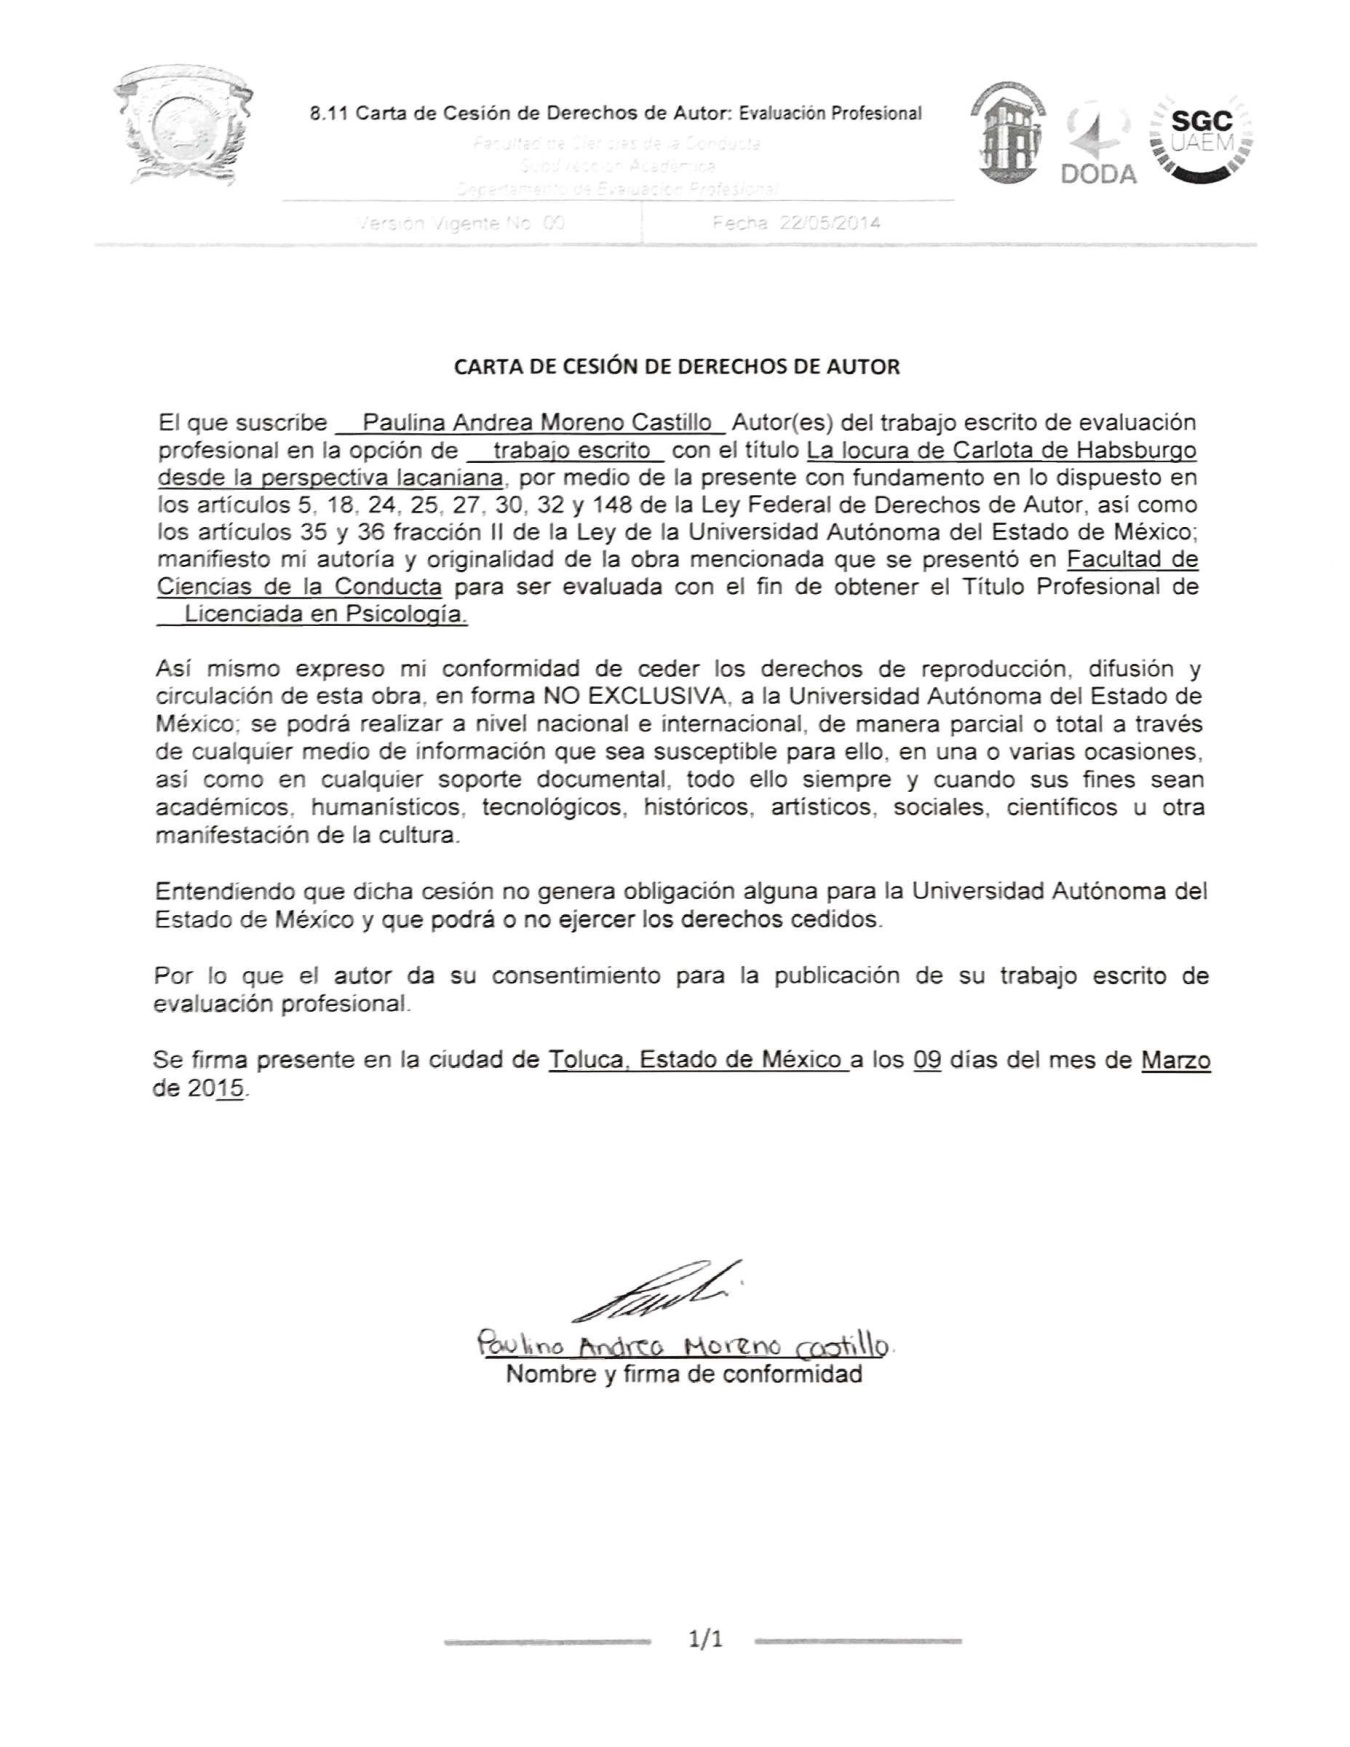 8.11 Carta de Cesión de Derechos de Autor: Evaluación Profesional
Facultad de Ciencias de la Conducta
Subdirección Académica
Departamento de Evaluación Profesional
Versión Vigente No. 00 Fecha 22/05/2014
DODA
SGC
UAEM
CARTA DE CESIÓN DE DERECHOS DE AUTOR
El que suscribe Paulina Andrea Moreno Castillo Autor(es) del trabajo escrito de evaluación
profesional en la opción de trabajo escrito con el título La locura de Carlota de Habsburgo
desde la perspectiva lacaniana, por medio de la presente con fundamento en lo dispuesto en
los artículos 5, 18, 24, 25, 27, 30, 32 y 148 de la Ley Federal de Derechos de Autor, así como
los artículos 35 y 36 fracción II de la Ley de la Universidad Autónoma del Estado de México;
manifiesto mi autoría y originalidad de la obra mencionada que se presentó en Facultad de
Ciencias de la Conducta para ser evaluada con el fin de obtener el Título Profesional de
Licenciada en Psicología.
Así mismo expreso mi conformidad de ceder los derechos de reproducción, difusión y
circulación de esta obra, en forma NO EXCLUSIVA, a la Universidad Autónoma del Estado de
México; se podrá realizar a nivel nacional e internacional, de manera parcial o total a través
de cualquier medio de información que sea susceptible para ello, en una o varias ocasiones,
así como en cualquier soporte documental, todo ello siempre y cuando sus fines sean
académicos, humanísticos, tecnológicos, históricos, artísticos, sociales, científicos u otra
manifestación de la cultura.
Entendiendo que dicha cesión no genera obligación alguna para la Universidad Autónoma del
Estado de México y que podrá o no ejercer los derechos cedidos.
Por lo que el autor da su consentimiento para la publicación de su trabajo escrito de
evaluación profesional.
Se firma presente en la ciudad de Toluca, Estado de México a los 09 días del mes de Marzo
de 2015.
Paulina Andrea Moreno Castillo.
Nombre y firma de conformidad
1/1